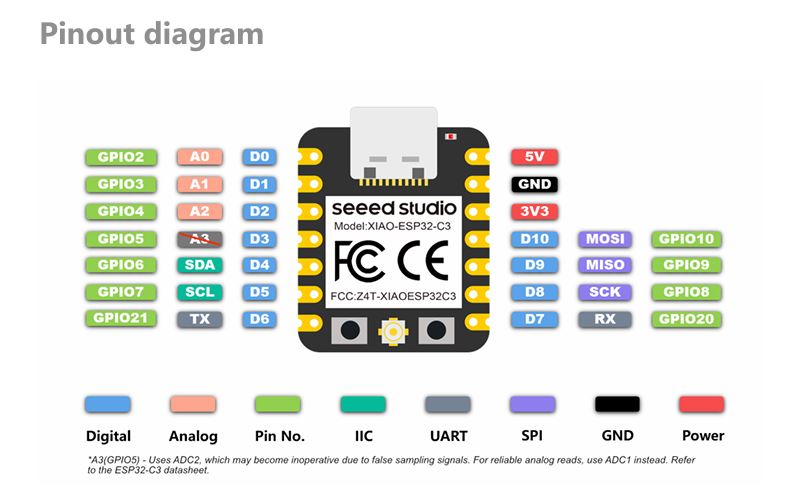 Pinout diagram
GPIO2 A0 D0 5V
GPIO3 A1 D1 GND
GPIO4 A2 D2 3V3
GPIO5 A3 D3 D10 MOSI GPIO10
GPIO6 SDA D4 D9 MISO GPIO9
GPIO7 SCL D5 D8 SCK GPIO8
GPIO21 TX D6 D7 RX GPIO20
seeed studio
Model:XIAO-ESP32-C3
FC CE
FCC:Z4T-XIAOESP32C3
Digital Analog Pin No. IIC UART SPI GND Power
*A3(GPIO5) - Uses ADC2, which may become inoperative due to false sampling signals. For reliable analog reads, use ADC1 instead. Refer
to the ESP32-C3 datasheet.